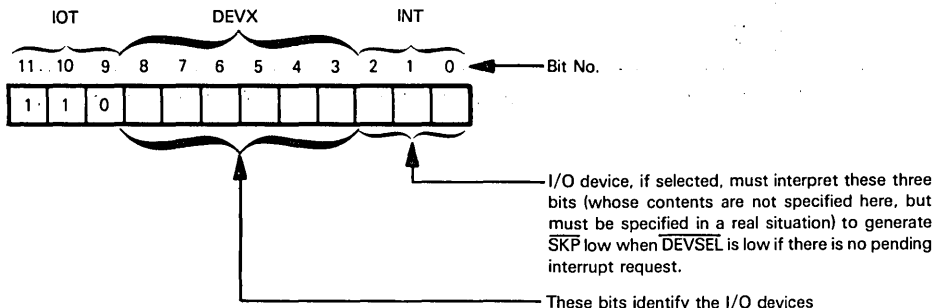 IOT DEVX INT
11 10 9 8 7 6 5 4 3 2 1 0 Bit No.
1 1 0
I/O device, if selected, must interpret these three
bits (whose contents are not specified here, but
must be specified in a real situation) to generate
SKP low when DEVSEL is low if there is no pending
interrupt request.
These bits identify the I/O devices